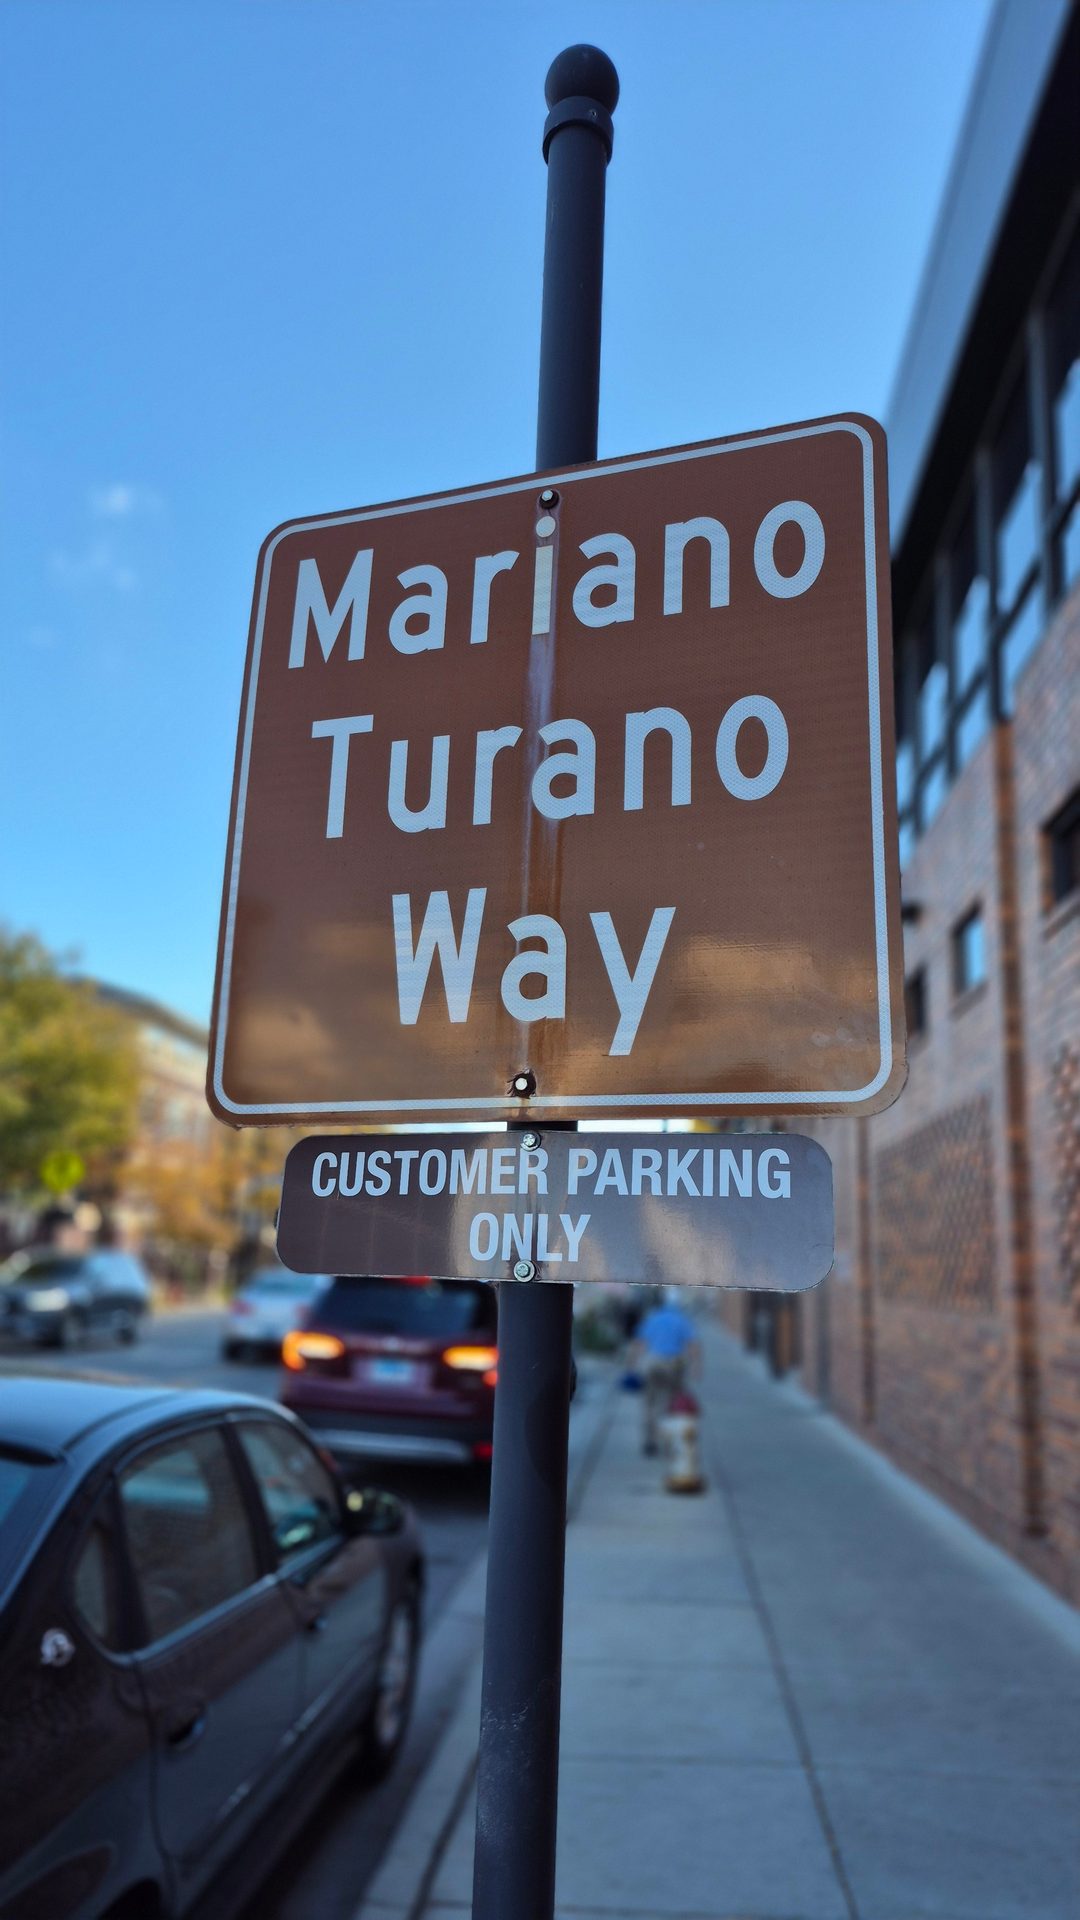 Mariano
Turano
Way
CUSTOMER PARKING
ONLY